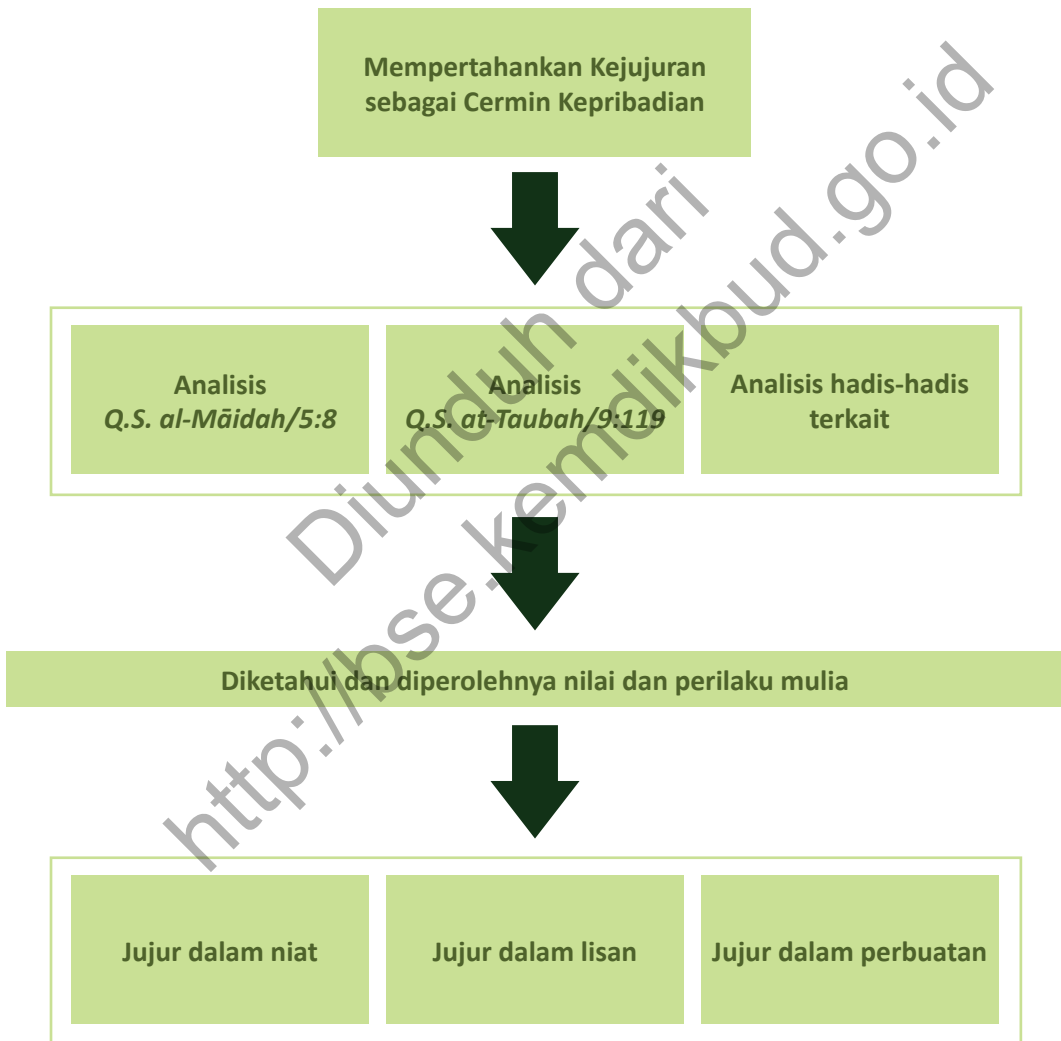 Mempertahankan Kejujuran
sebagai Cermin Kepribadian
Analisis
Q.S. al-Māidah/5:8
Analisis
Q.S. at-Taubah/9:119
Analisis hadis-hadis
terkait
Diketahui dan diperolehnya nilai dan perilaku mulia
Jujur dalam niat
Jujur dalam lisan
Jujur dalam perbuatan
Diunduh dari
http://bse.kemdikbud.go.id